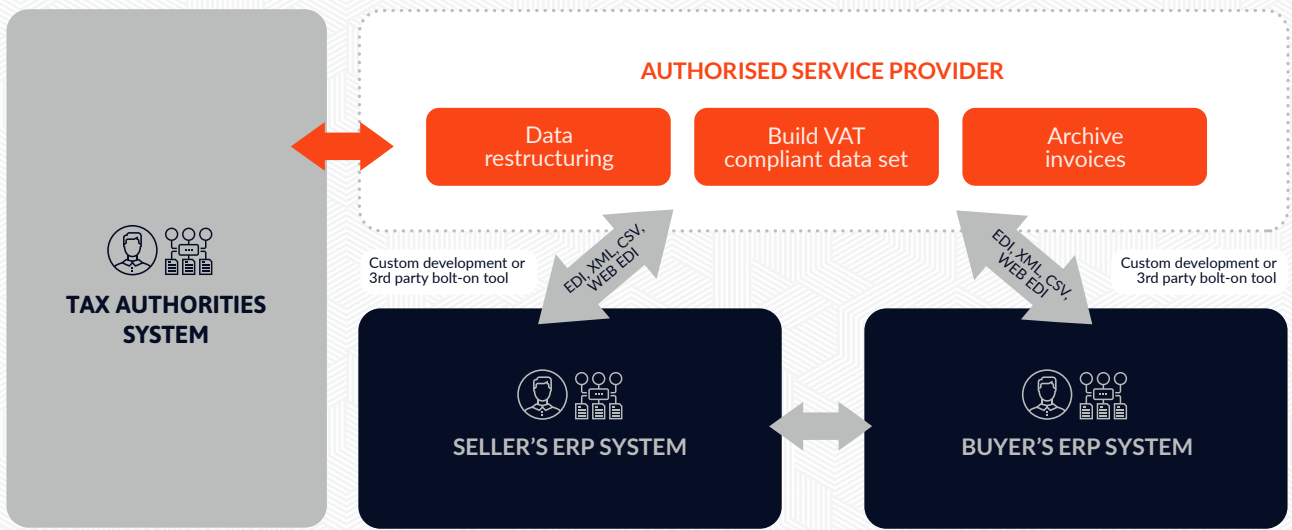 AUTHORISED SERVICE PROVIDER
Data
restructuring
Build VAT
compliant data set
Archive
invoices
TAX AUTHORITIES
SYSTEM
Custom development or
3rd party bolt-on tool
EDI, XML, CSV,
WEB EDI
EDI, XML, CSV,
WEB EDI
Custom development or
3rd party bolt-on tool
SELLER’S ERP SYSTEM
BUYER’S ERP SYSTEM